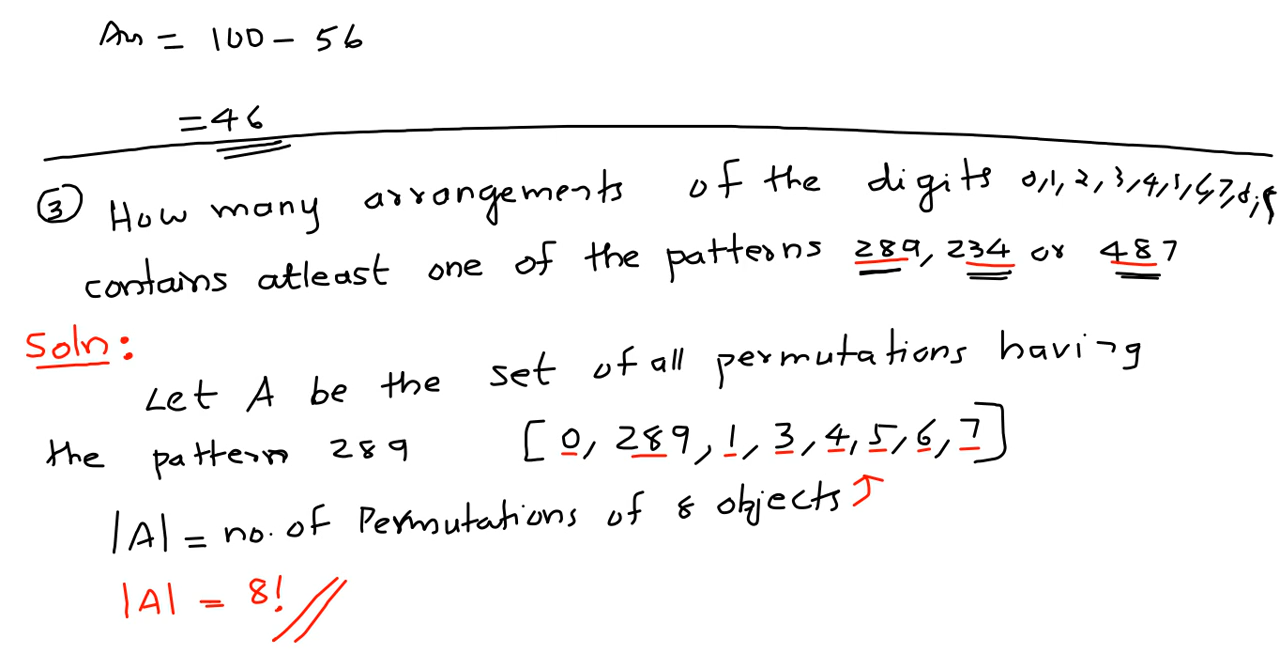 Ans = 100 - 56
= 46
③ How many arrangements of the digits 0,1,2,3,4,5,6,7,8,9
contains atleast one of the patterns 289, 234 or 487
Soln:
Let A be the set of all permutations having
the pattern 289 [0, 289, 1, 3, 4, 5, 6, 7]
|A| = no. of Permutations of 8 objects ↑
|A| = 8! //